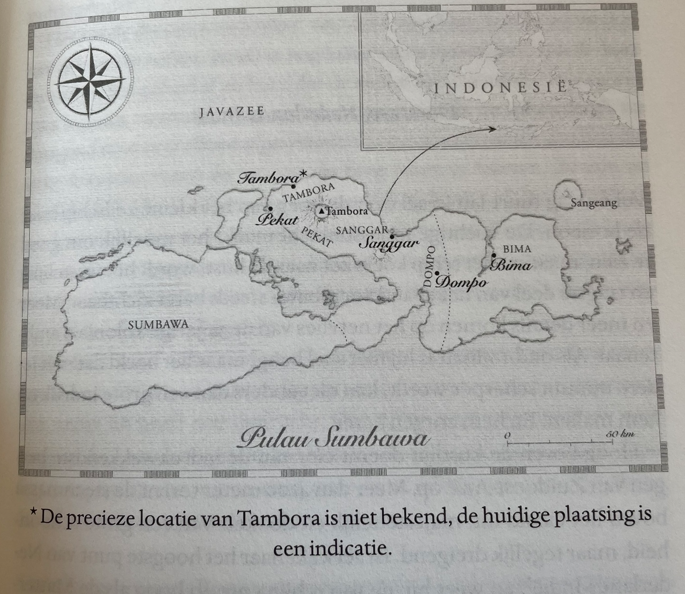 INDONESIË
JAVAZEE
Tambora*
TAMBORA
Sangeang
Pekat
Tambora
SANGGAR
PEKAT
Sanggar
BIMA
DOMPO
Bima
Dompo
SUMBAWA
Pulau Sumbawa
0 50 km
* De precieze locatie van Tambora is niet bekend, de huidige plaatsing is
een indicatie.